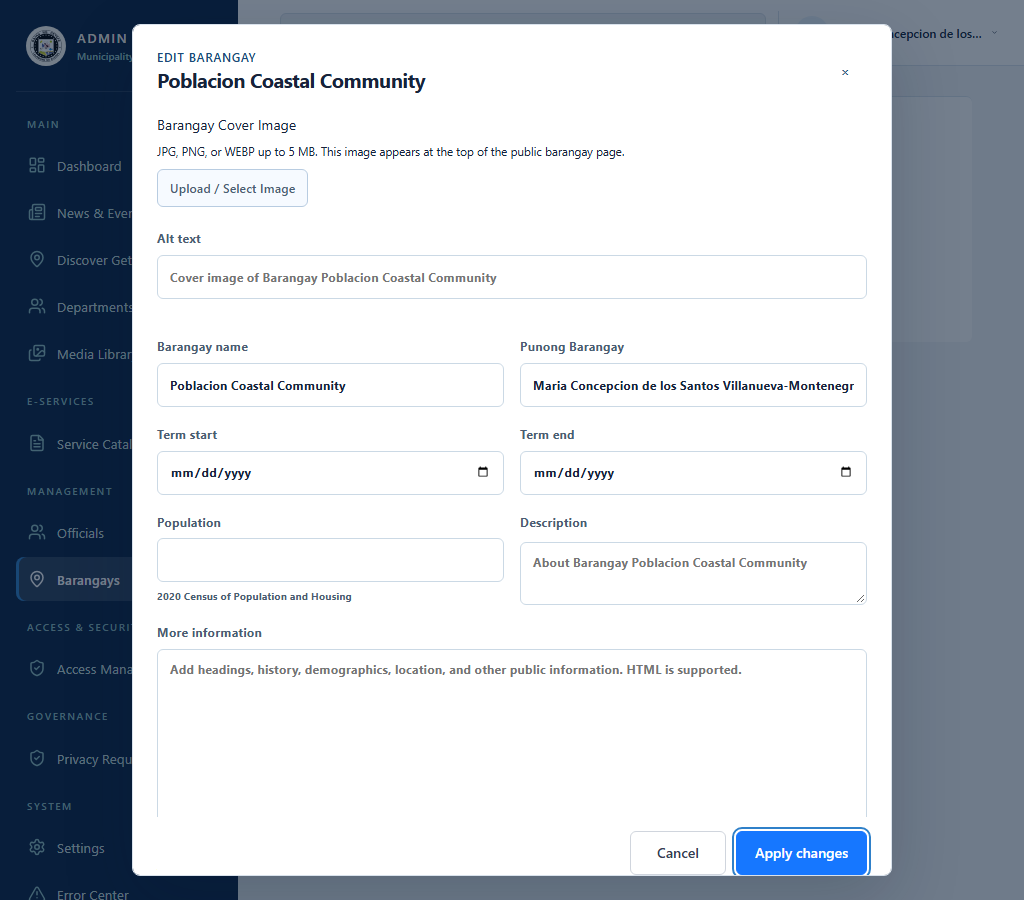 ADMIN
Municipality
MAIN
Dashboard
News & Ever
Discover Get
Departments
Media Librar
E-SERVICES
Service Catal
MANAGEMENT
Officials
Barangays
ACCESS & SECURI
Access Mana
GOVERNANCE
Privacy Requ
SYSTEM
Settings
Error Center
ncepcion de los...
EDIT BARANGAY
Poblacion Coastal Community
×
Barangay Cover Image
JPG, PNG, or WEBP up to 5 MB. This image appears at the top of the public barangay page.
Upload / Select Image
Alt text
Cover image of Barangay Poblacion Coastal Community
Barangay name
Punong Barangay
Poblacion Coastal Community
Maria Concepcion de los Santos Villanueva-Montenegr
Term start
Term end
mm/dd/yyyy
mm/dd/yyyy
Population
Description
About Barangay Poblacion Coastal Community
2020 Census of Population and Housing
More information
Add headings, history, demographics, location, and other public information. HTML is supported.
Cancel
Apply changes